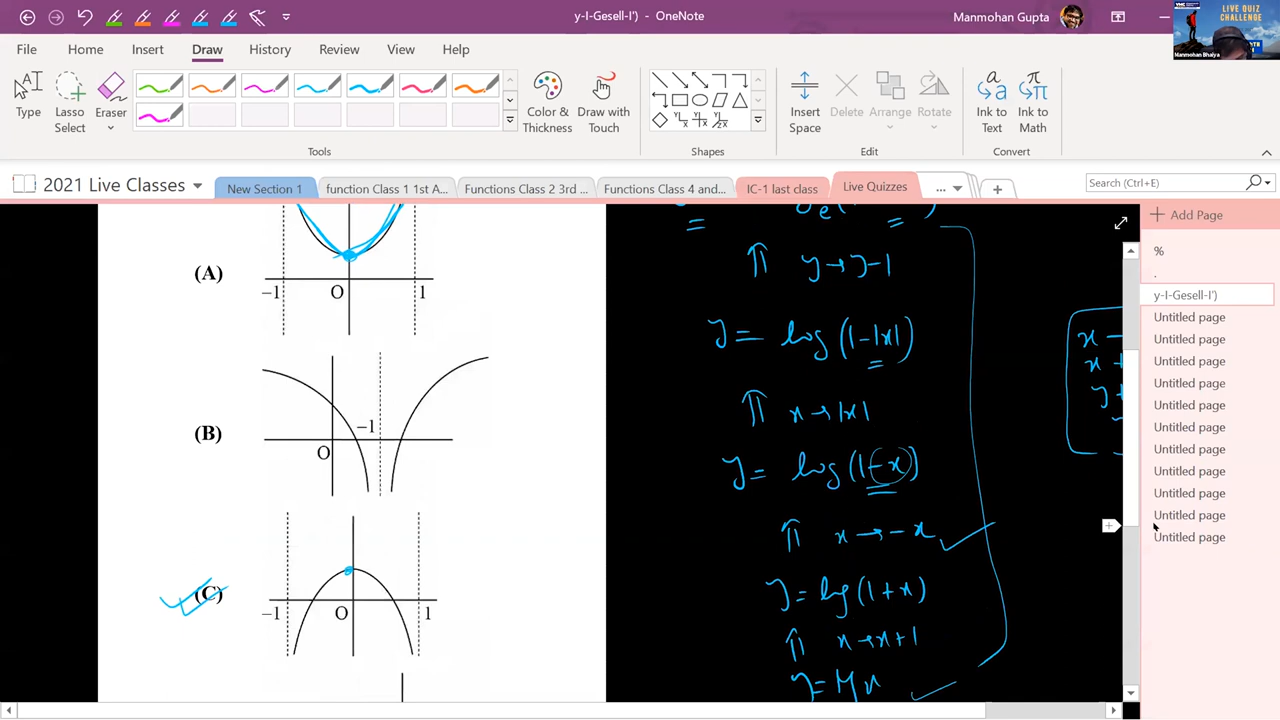 y-I-Gesell-I') - OneNote
Manmohan Gupta
LIVE QUIZ
CHALLENGE
Manmohan Bhaiya
File Home Insert Draw History Review View Help
Type
Lasso
Select
Eraser
Color &
Thickness
Draw with
Touch
Insert
Space
Delete
Arrange
Rotate
Ink to
Text
Ink to
Math
Tools Shapes Edit Convert
2021 Live Classes
New Section 1
function Class 1 1st A...
Functions Class 2 3rd ...
Functions Class 4 and...
IC-1 last class
Live Quizzes
...
Search (Ctrl+E)
Add Page
%
.
y-I-Gesell-I')
Untitled page
Untitled page
Untitled page
Untitled page
Untitled page
Untitled page
Untitled page
Untitled page
Untitled page
Untitled page
Untitled page
(A)
-1 O 1
(B)
-1
O
(C)
-1 O 1
⇑ y→y-1
y= log(1-|x|)
⇑ x→|x|
y= log(1-x)
⇑ x→-x
y= log(1+x)
⇑ x→x+1